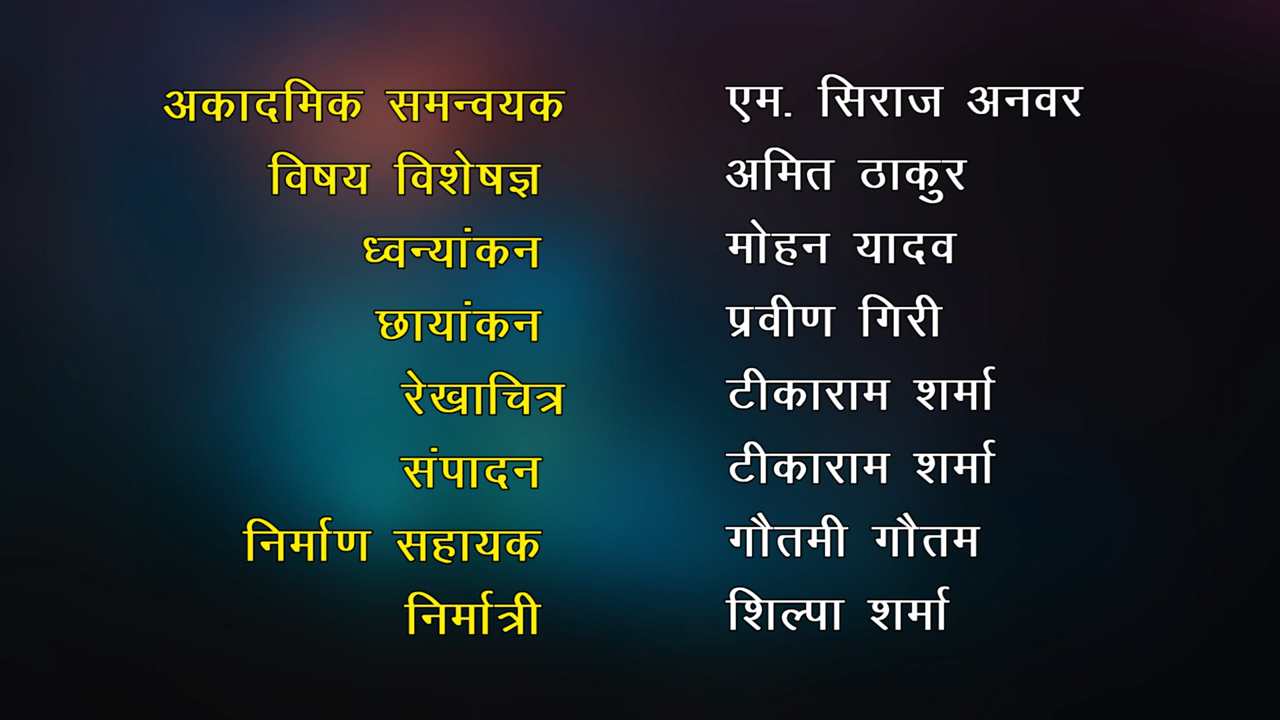 अकादमिक समन्वयक एम. सिराज अनवर
विषय विशेषज्ञ अमित ठाकुर
ध्वन्यांकन मोहन यादव
छायांकन प्रवीण गिरी
रेखाचित्र टीकाराम शर्मा
संपादन टीकाराम शर्मा
निर्माण सहायक गौतमी गौतम
निर्मात्री शिल्पा शर्मा